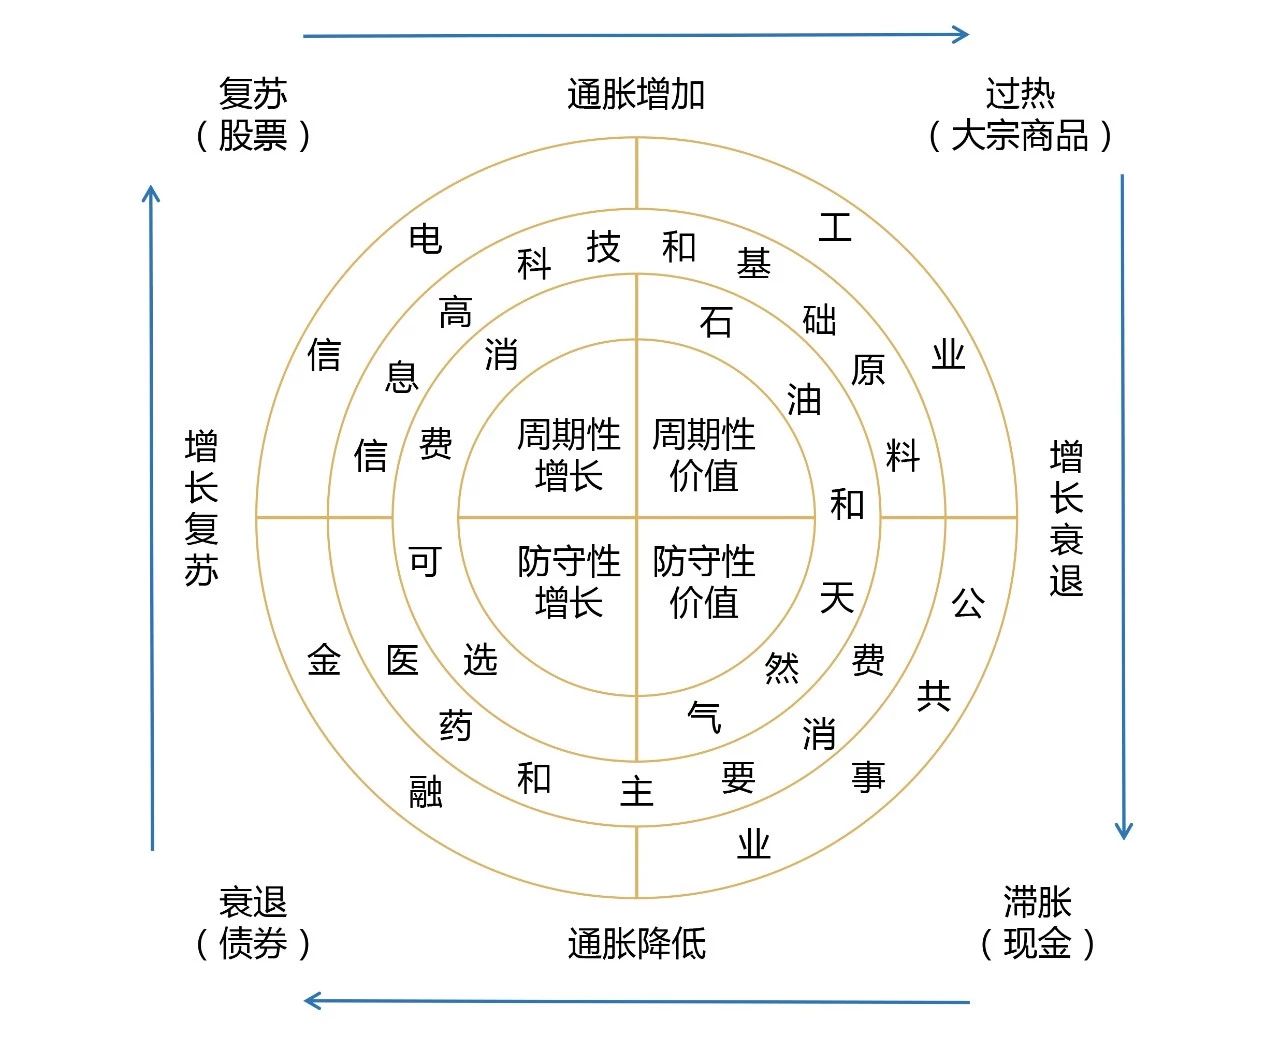 复苏
（股票）
通胀增加
过热
（大宗商品）
增长复苏
增长衰退
电信
工业
信息高科技和基础原料
消费可选
石油和天然气
周期性
增长
周期性
价值
防守性
增长
防守性
价值
金融
医药和主要消费
公共事业
衰退
（债券）
通胀降低
滞胀
（现金）